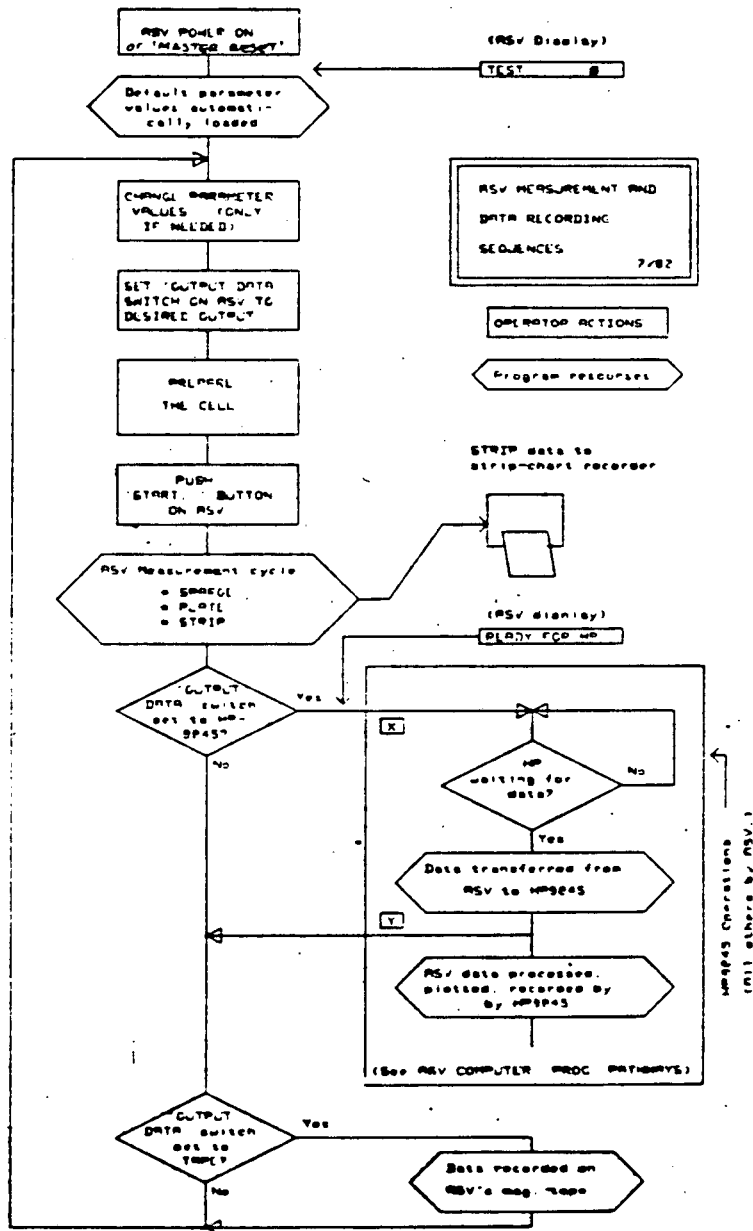 ASV POWER ON
or 'MASTER RESET'
(ASV Display)
TEST 0
Default parameter
values automati-
cally loaded
CHANGE PARAMETER
VALUES (ONLY
IF NEEDED)
ASV MEASUREMENT AND
DATA RECORDING
SEQUENCES
7/82
SET 'OUTPUT DATA
SWITCH ON ASV TO
DESIRED OUTPUT
OPERATOR ACTIONS
Program resources
PREPARE
THE CELL
STRIP data to
strip-chart recorder
PUSH
'START' BUTTON
ON ASV
ASV Measurement cycle
* SPARGE
* PLATE
* STRIP
(ASV display)
READY FOR HP
'OUTPUT
DATA' switch
set to HP-
9845?
Yes
No
X
HP
waiting for
data?
No
Yes
Data transferred from
ASV to HP9845
Y
ASV data processed,
plotted, recorded by
by HP9845
(See ASV COMPUTER PROG PATHWAYS)
HP9845 Operations
(All others by ASV.)
'OUTPUT
DATA' switch
set to
TAPE?
Yes
No
Data recorded on
ASV's mag. tape